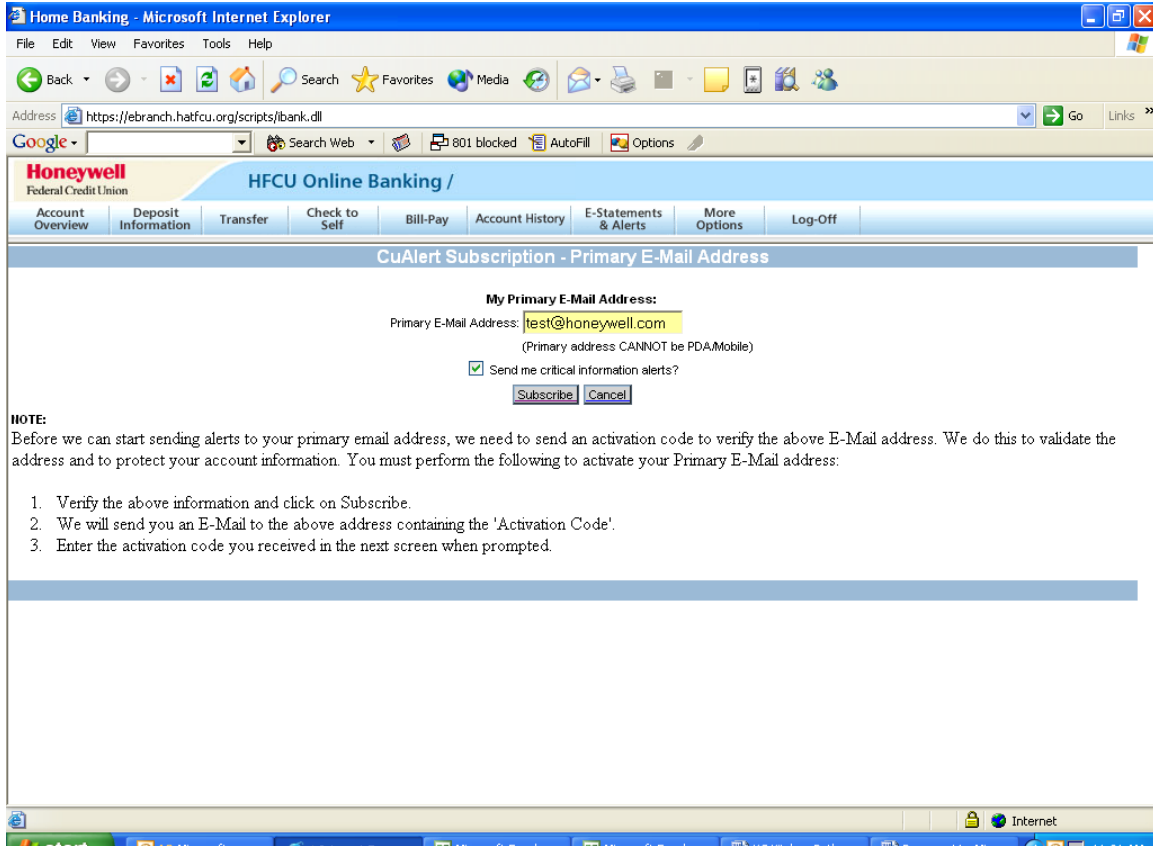 Home Banking - Microsoft Internet Explorer
File Edit View Favorites Tools Help
Back Search Favorites Media
Address https://ebranch.hatfcu.org/scripts/ibank.dll Go Links »
Google Search Web 801 blocked AutoFill Options
Honeywell
Federal Credit Union
HFCU Online Banking /
Account Overview Deposit Information Transfer Check to Self Bill-Pay Account History E-Statements & Alerts More Options Log-Off
CuAlert Subscription - Primary E-Mail Address
My Primary E-Mail Address:
Primary E-Mail Address: test@honeywell.com
(Primary address CANNOT be PDA/Mobile)
Send me critical information alerts?
Subscribe Cancel
NOTE:
Before we can start sending alerts to your primary email address, we need to send an activation code to verify the above E-Mail address. We do this to validate the
address and to protect your account information. You must perform the following to activate your Primary E-Mail address:
1. Verify the above information and click on Subscribe.
2. We will send you an E-Mail to the above address containing the 'Activation Code'.
3. Enter the activation code you received in the next screen when prompted.
Internet
start